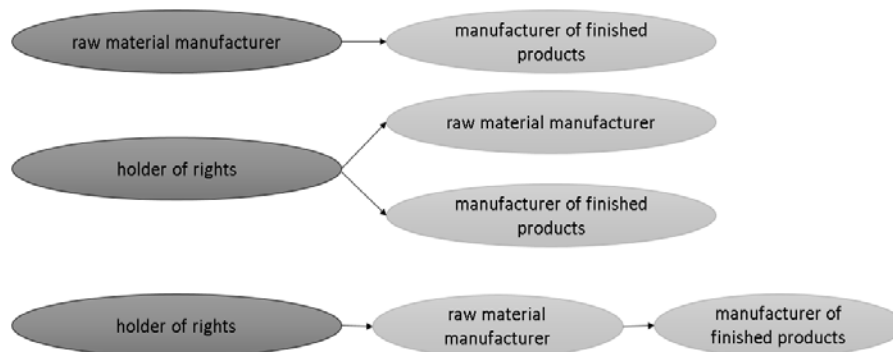 raw material manufacturer
manufacturer of finished
products
raw material manufacturer
holder of rights
manufacturer of finished
products
holder of rights
raw material
manufacturer
manufacturer of
finished products